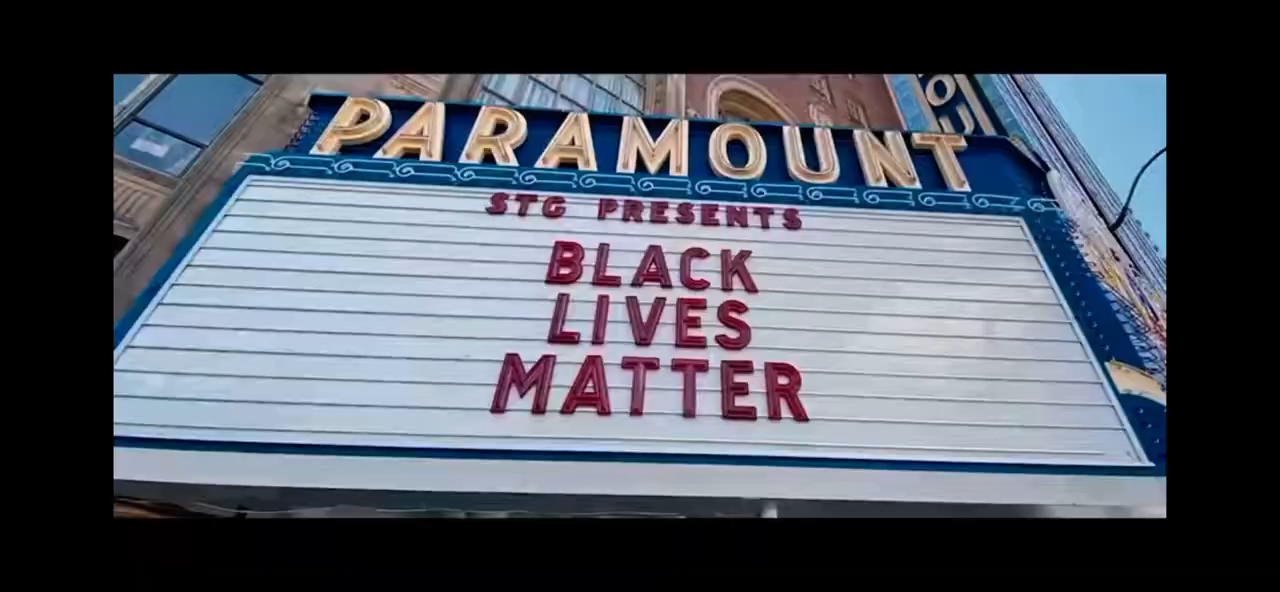 PARAMOUNT
STG PRESENTS
BLACK
LIVES
MATTER